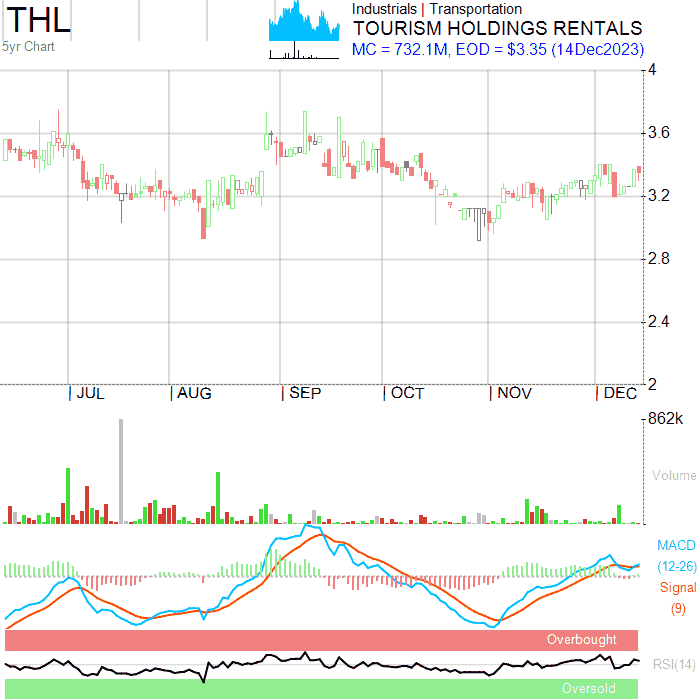 THL
5yr Chart
Industrials | Transportation
TOURISM HOLDINGS RENTALS
MC = 732.1M, EOD = $3.35 (14Dec2023)
4
3.6
3.2
2.8
2.4
2
| JUL | AUG | SEP | OCT | NOV | DEC
862k
Volume
MACD
(12-26)
Signal
(9)
Overbought
RSI(14)
Oversold